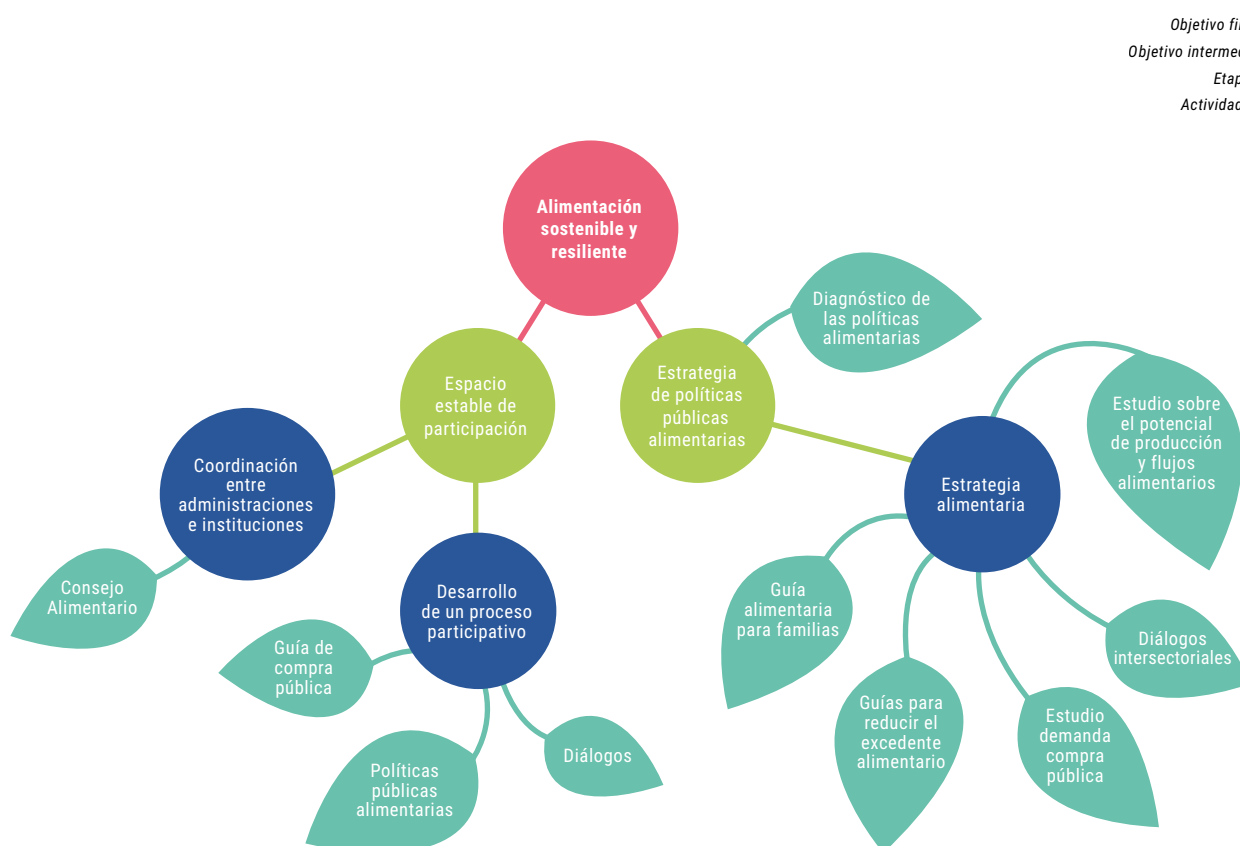 Objetivo fi
Objetivo interme
Etap
Actividad
Alimentación
sostenible y
resiliente
Diagnóstico de
las políticas
alimentarias
Espacio
estable de
participación
Estrategia
de políticas
públicas
alimentarias
Estudio sobre
el potencial
de producción
y flujos
alimentarios
Coordinación
entre
administraciones
e instituciones
Estrategia
alimentaria
Consejo
Alimentario
Desarrollo
de un proceso
participativo
Guía
alimentaria
para familias
Diálogos
intersectoriales
Guía de
compra
pública
Guías para
reducir el
excedente
alimentario
Estudio
demanda
compra
pública
Políticas
públicas
alimentarias
Diálogos